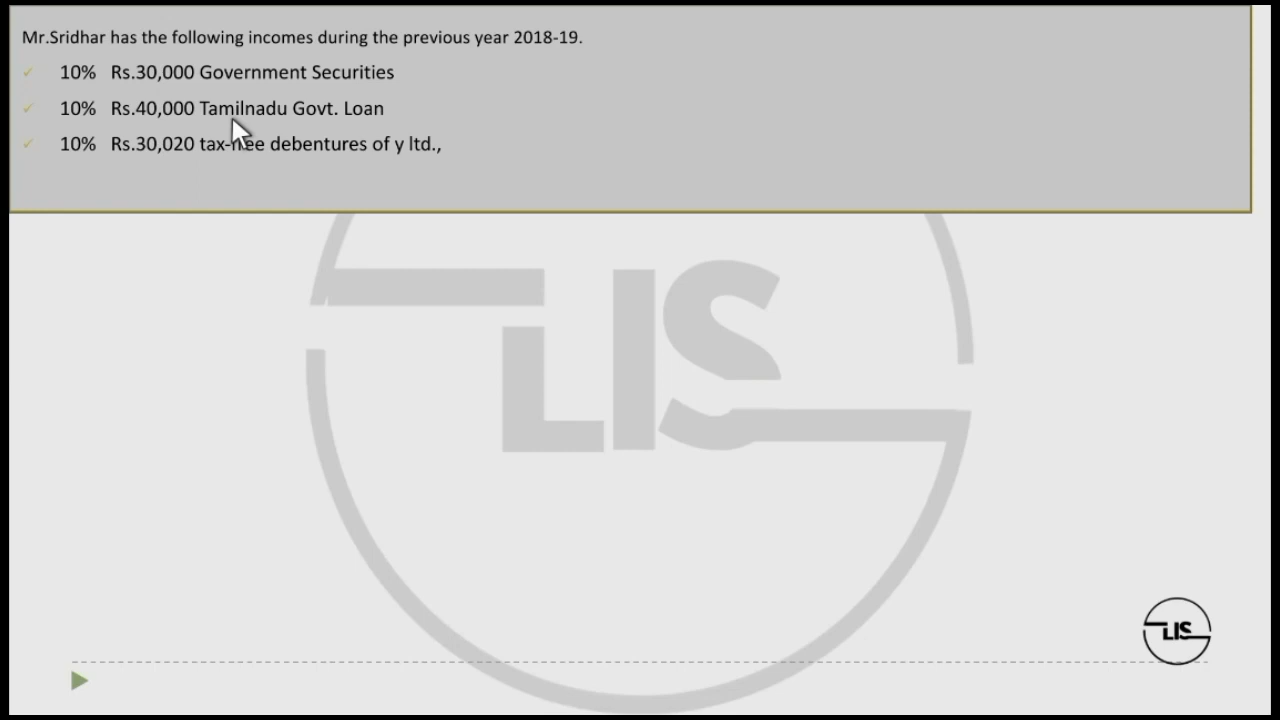 Mr.Sridhar has the following incomes during the previous year 2018-19.
10% Rs.30,000 Government Securities
10% Rs.40,000 Tamilnadu Govt. Loan
10% Rs.30,020 tax-free debentures of y ltd.,
LIS
LIS